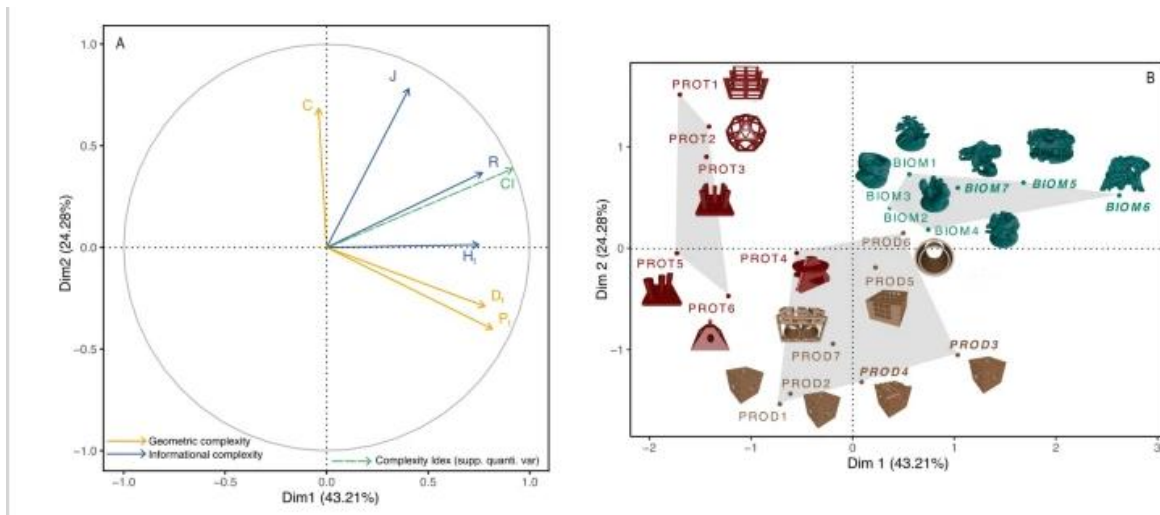 A
1.0
0.5
0.0
−0.5
−1.0
Dim2 (24.28%)
C
J
R
CI
Ht
Dt
Pt
Geometric complexity
Informational complexity
Complexity Idex (supp. quanti. var)
−1.0
−0.5
0.0
0.5
1.0
Dim1 (43.21%)
B
1
0
−1
Dim 2 (24.28%)
PROT1
PROT2
PROT3
PROT5
PROT4
PROT6
BIOM1
BIOM3
BIOM7
BIOM5
BIOM6
BIOM2
BIOM4
PROD6
PROD5
PROD7
PROD3
PROD4
PROD2
PROD1
−2
−1
0
1
2
3
Dim 1 (43.21%)